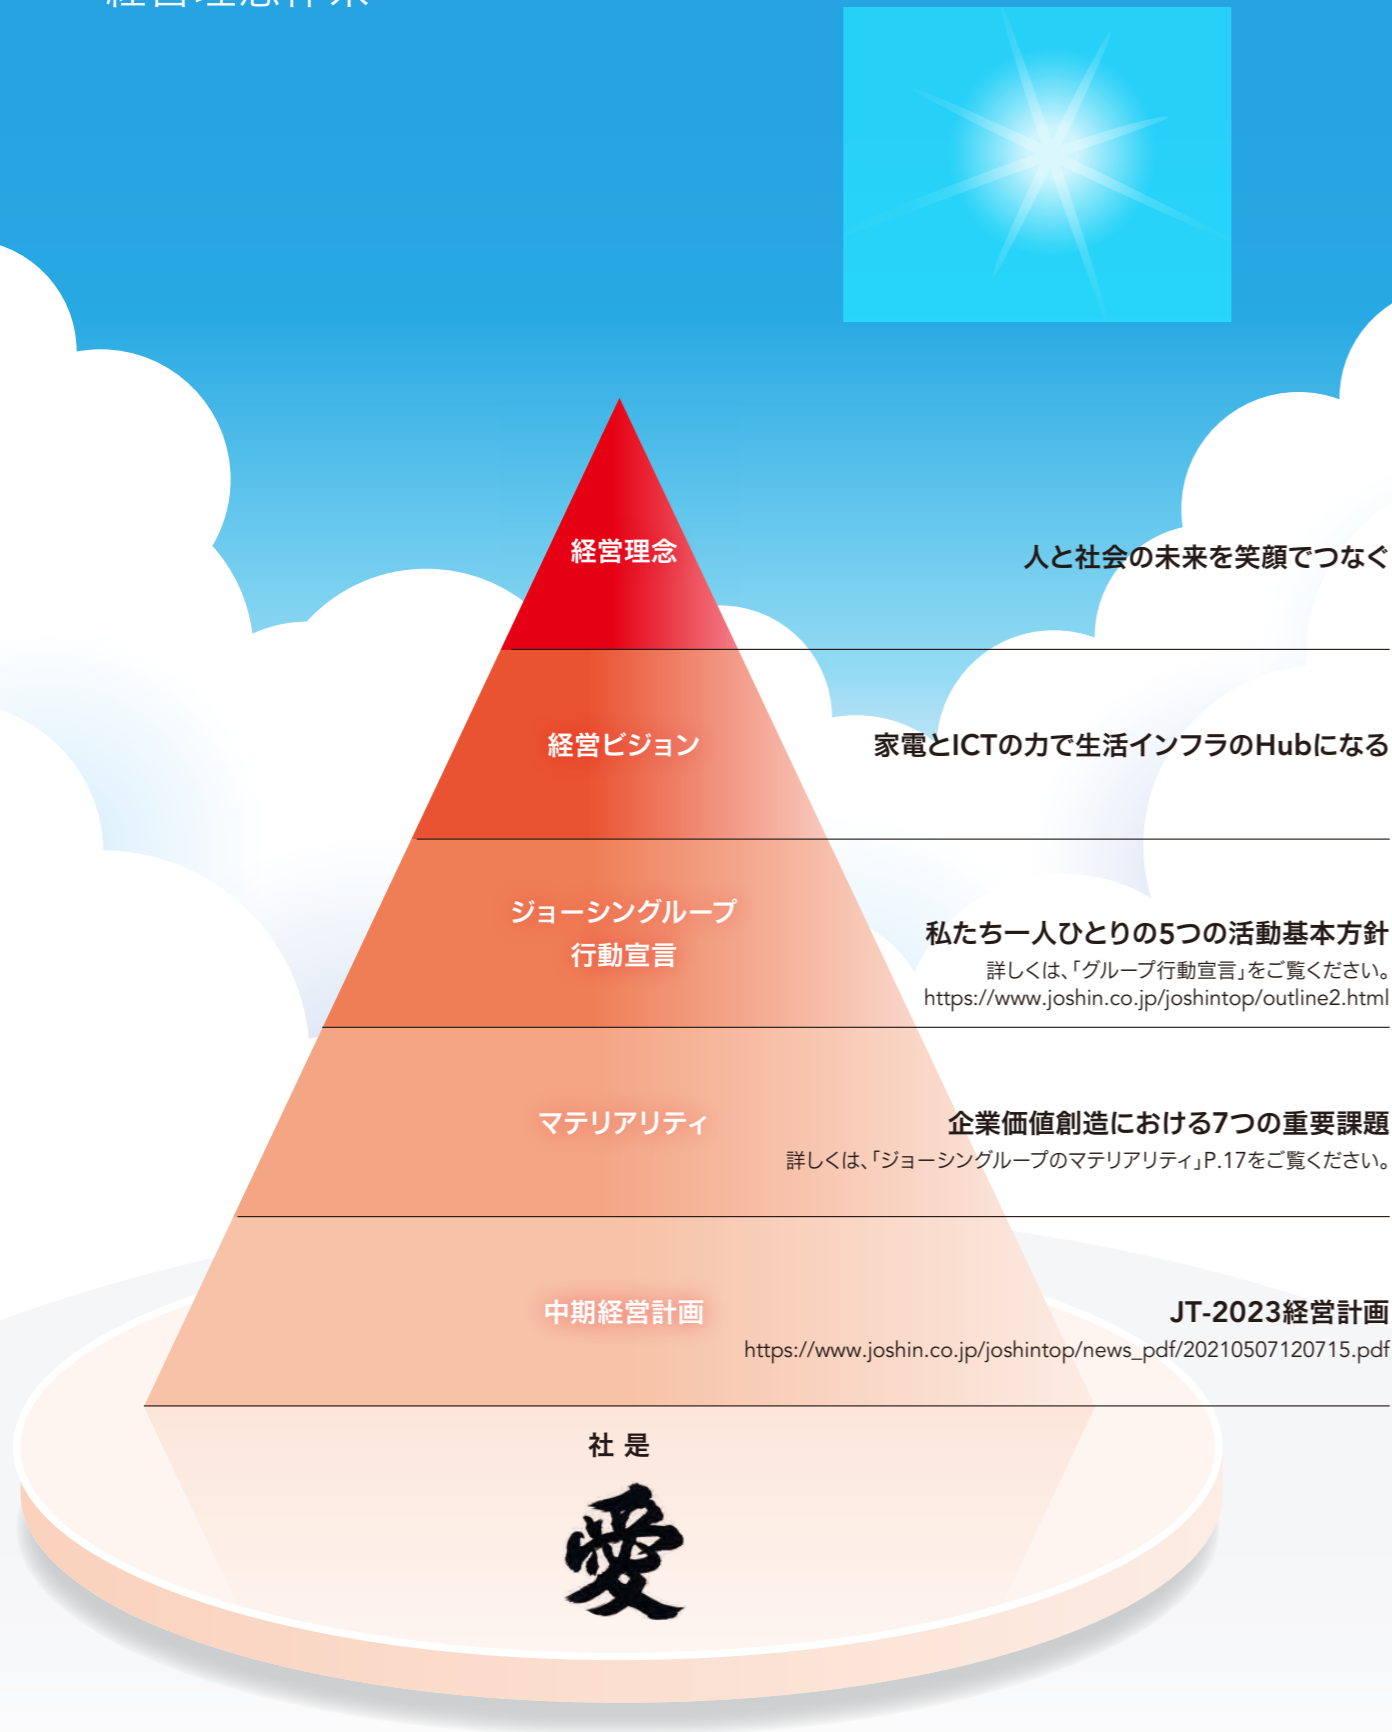 経営理念体系
経営理念
人と社会の未来を笑顔でつなぐ
経営ビジョン
家電とICTの力で生活インフラのHubになる
ジョーシングループ
行動宣言
私たち一人ひとりの5つの活動基本方針
詳しくは、「グループ行動宣言」をご覧ください。
https://www.joshin.co.jp/joshintop/outline2.html
マテリアリティ
企業価値創造における7つの重要課題
詳しくは、「ジョーシングループのマテリアリティ」P.17をご覧ください。
中期経営計画
JT-2023経営計画
https://www.joshin.co.jp/joshintop/news_pdf/20210507120715.pdf
社是
愛